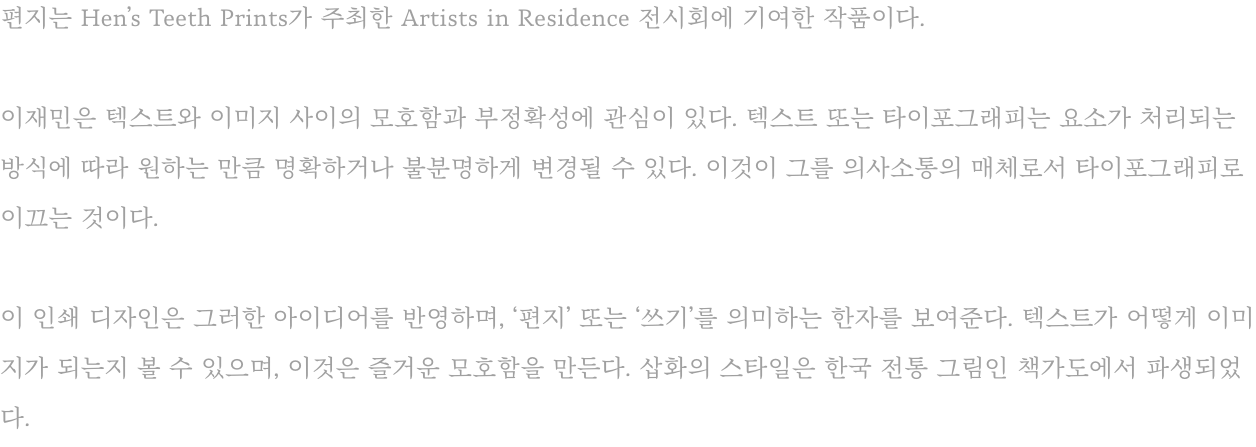 편지는 Hen’s Teeth Prints가 주최한 Artists in Residence 전시회에 기여한 작품이다.
이재민은 텍스트와 이미지 사이의 모호함과 부정확성에 관심이 있다. 텍스트 또는 타이포그래피는 요소가 처리되는
방식에 따라 원하는 만큼 명확하거나 불분명하게 변경될 수 있다. 이것이 그를 의사소통의 매체로서 타이포그래피로
이끄는 것이다.
이 인쇄 디자인은 그러한 아이디어를 반영하며, ‘편지’ 또는 ‘쓰기’를 의미하는 한자를 보여준다. 텍스트가 어떻게 이미
지가 되는지 볼 수 있으며, 이것은 즐거운 모호함을 만든다. 삽화의 스타일은 한국 전통 그림인 책가도에서 파생되었
다.